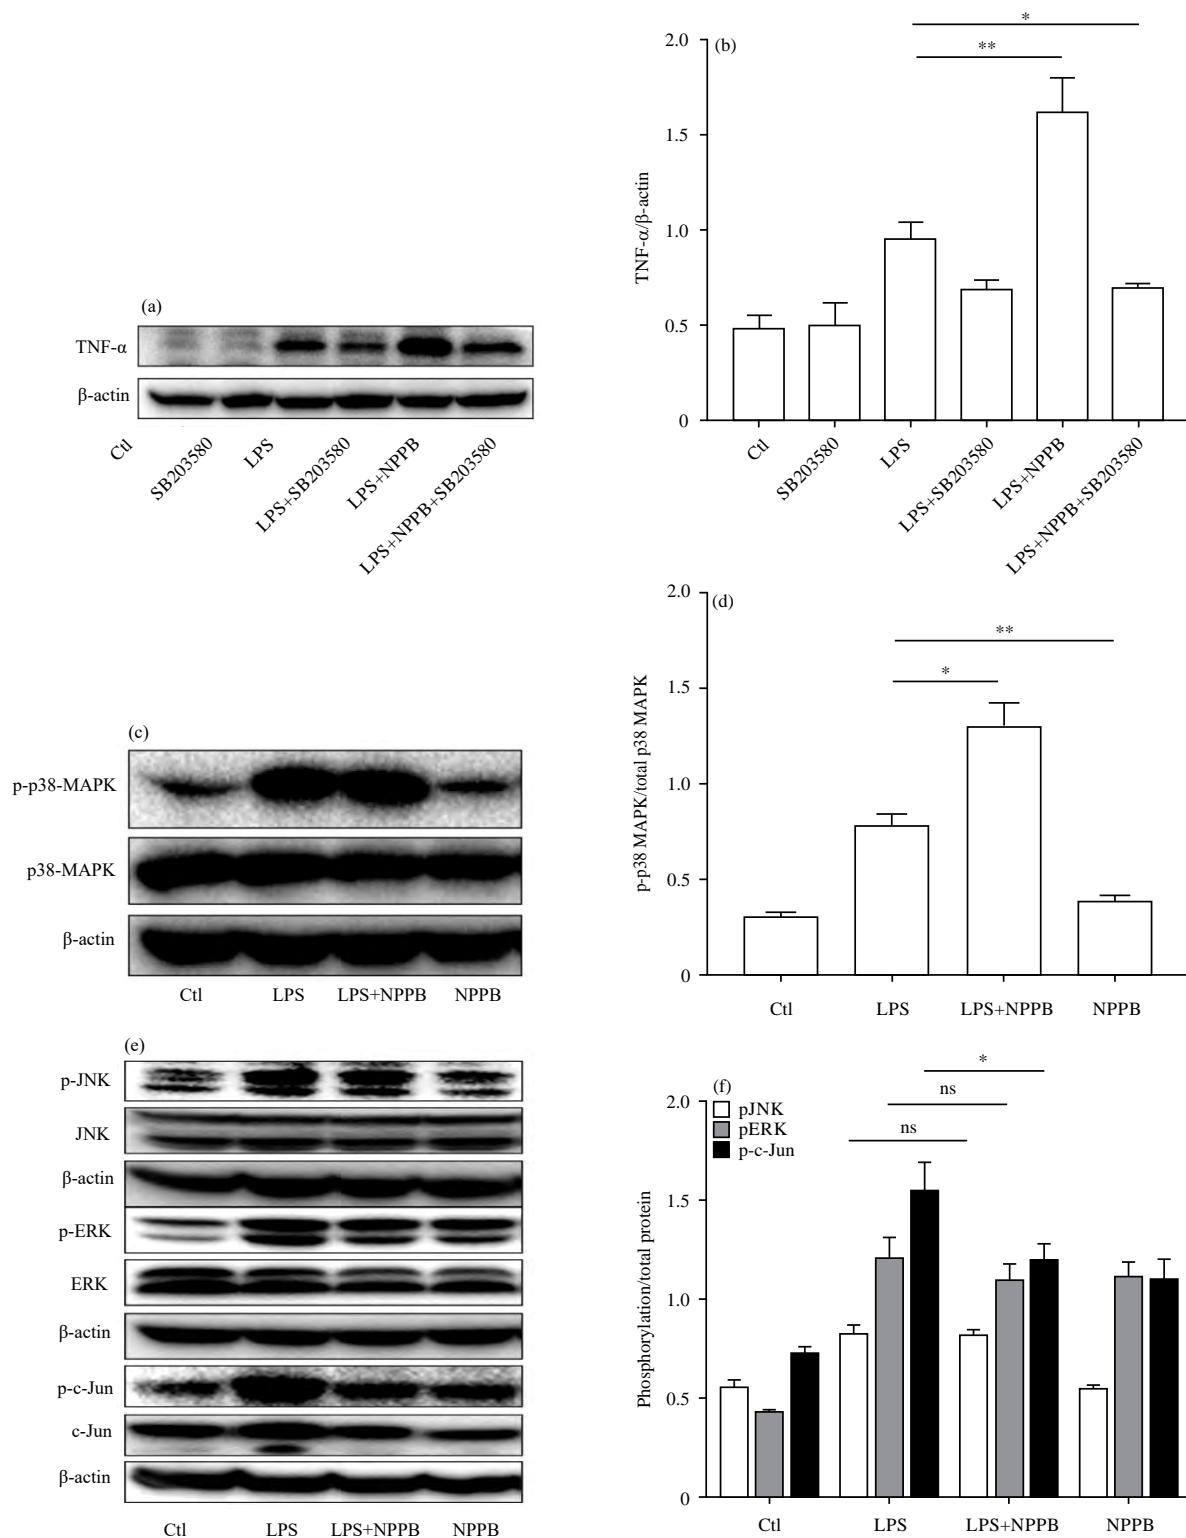 (a)
TNF-α
β-actin
Ctl
SB203580
LPS
LPS+SB203580
LPS+NPPB
LPS+NPPB+SB203580
(b)
*
**
2.0
1.5
1.0
0.5
0
TNF-α/β-actin
Ctl
SB203580
LPS
LPS+SB203580
LPS+NPPB
LPS+NPPB+SB203580
(c)
p-p38-MAPK
p38-MAPK
β-actin
Ctl LPS LPS+NPPB NPPB
(d)
**
*
2.0
1.5
1.0
0.5
0
p-p38 MAPK/total p38 MAPK
Ctl LPS LPS+NPPB NPPB
(e)
p-JNK
JNK
β-actin
p-ERK
ERK
β-actin
p-c-Jun
c-Jun
β-actin
Ctl LPS LPS+NPPB NPPB
(f)
pJNK
pERK
p-c-Jun
*
ns
ns
2.0
1.5
1.0
0.5
0
Phosphorylation/total protein
Ctl LPS LPS+NPPB NPPB